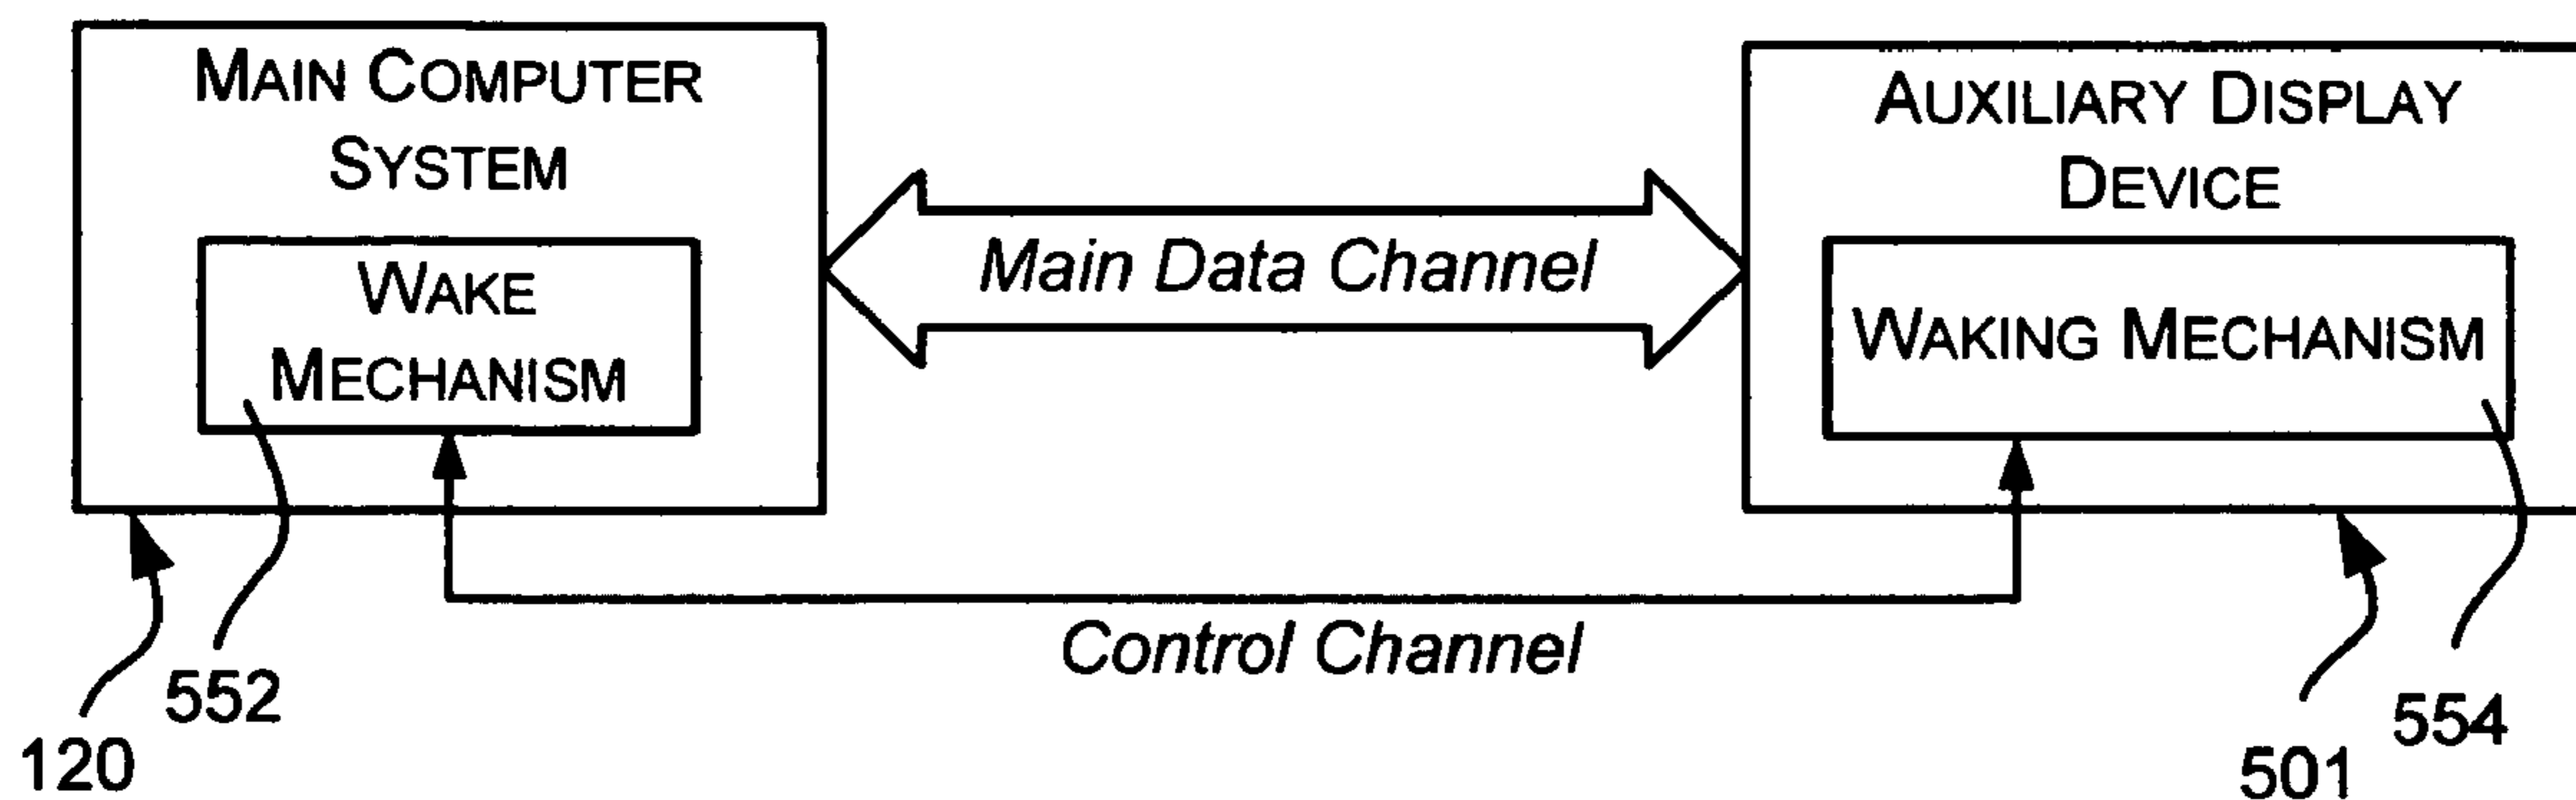 MAIN COMPUTER
SYSTEM
WAKE
MECHANISM
Main Data Channel
AUXILIARY DISPLAY
DEVICE
WAKING MECHANISM
Control Channel
552
120
554
501